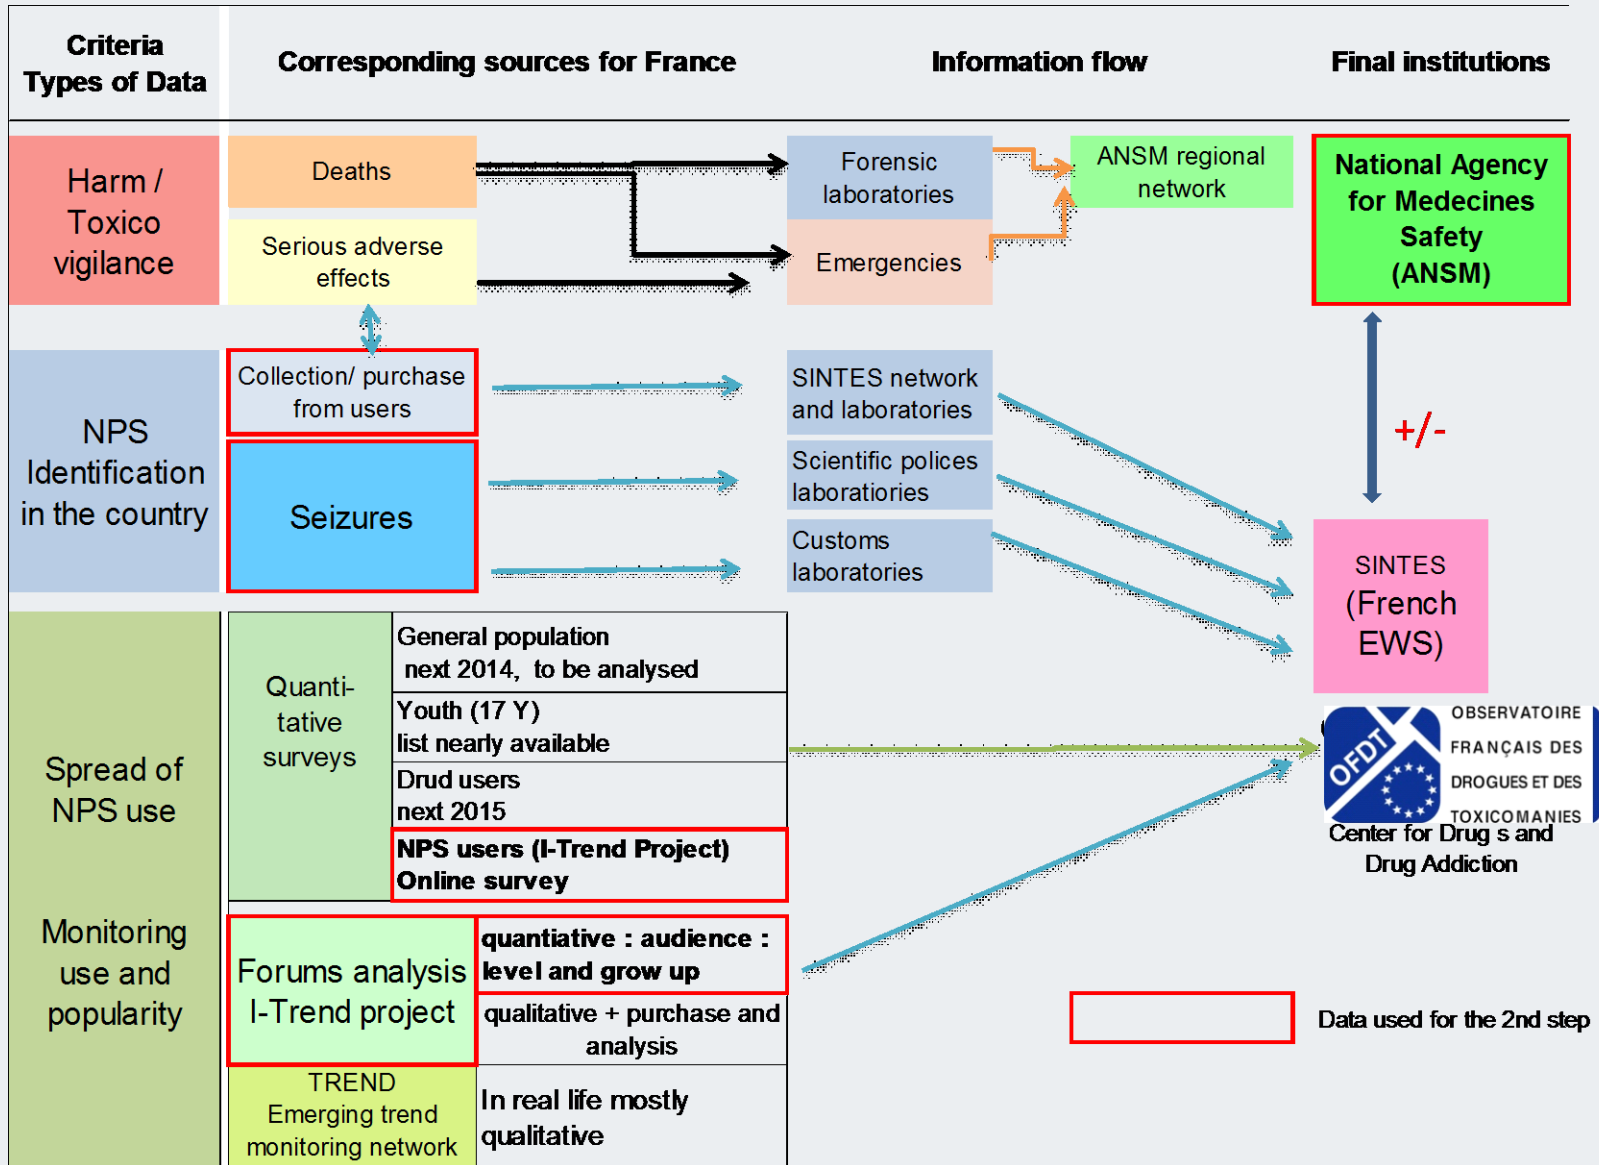 Criteria
Types of Data
Corresponding sources for France
Information flow
Final institutions
Harm /
Toxico
vigilance
Deaths
Serious adverse
effects
Forensic
laboratories
Emergencies
ANSM regional
network
National Agency
for Medecines
Safety
(ANSM)
NPS
Identification
in the country
Collection/ purchase
from users
Seizures
SINTES network
and laboratories
Scientific polices
laboratiories
Customs
laboratories
+/-
SINTES
(French
EWS)
Spread of
NPS use
Monitoring
use and
popularity
Quanti-
tative
surveys
General population
next 2014, to be analysed
Youth (17 Y)
list nearly available
Drud users
next 2015
NPS users (I-Trend Project)
Online survey
Forums analysis
I-Trend project
quantiative : audience :
level and grow up
qualitative + purchase and
analysis
TREND
Emerging trend
monitoring network
In real life mostly
qualitative
OFDT
OBSERVATOIRE
FRANÇAIS DES
DROGUES ET DES
TOXICOMANIES
Center for Drug s and
Drug Addiction
Data used for the 2nd step